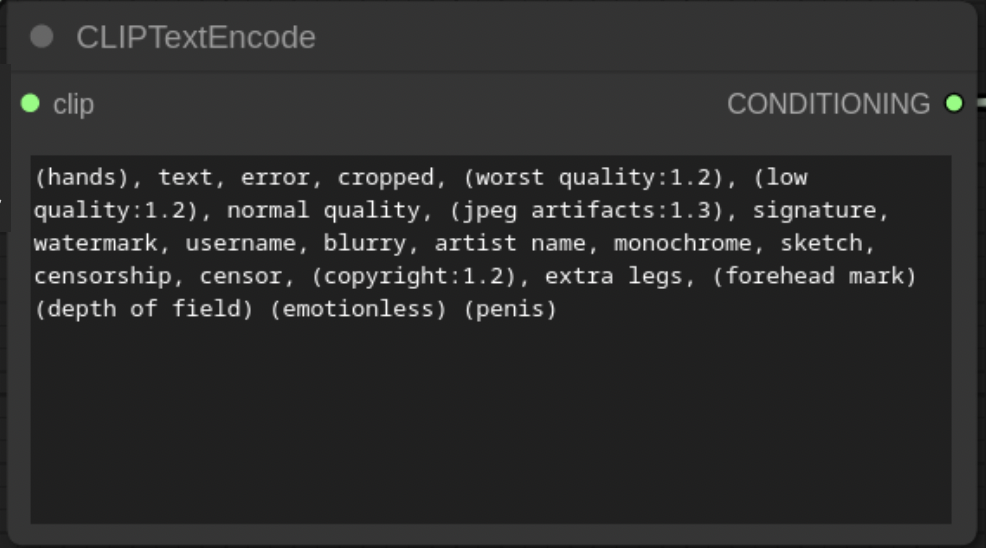 CLIPTextEncode
clip
CONDITIONING
(hands), text, error, cropped, (worst quality:1.2), (low
quality:1.2), normal quality, (jpeg artifacts:1.3), signature,
watermark, username, blurry, artist name, monochrome, sketch,
censorship, censor, (copyright:1.2), extra legs, (forehead mark)
(depth of field) (emotionless) (penis)